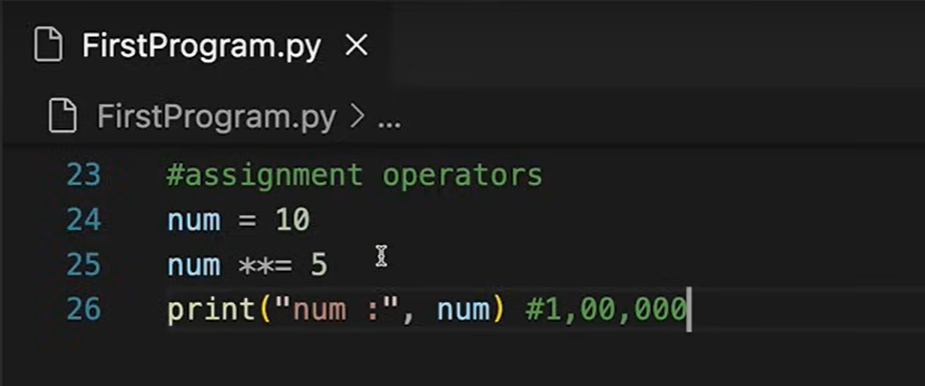 FirstProgram.py ×
FirstProgram.py > ...
23 #assignment operators
24 num = 10
25 num **= 5
26 print("num :", num) #1,00,000